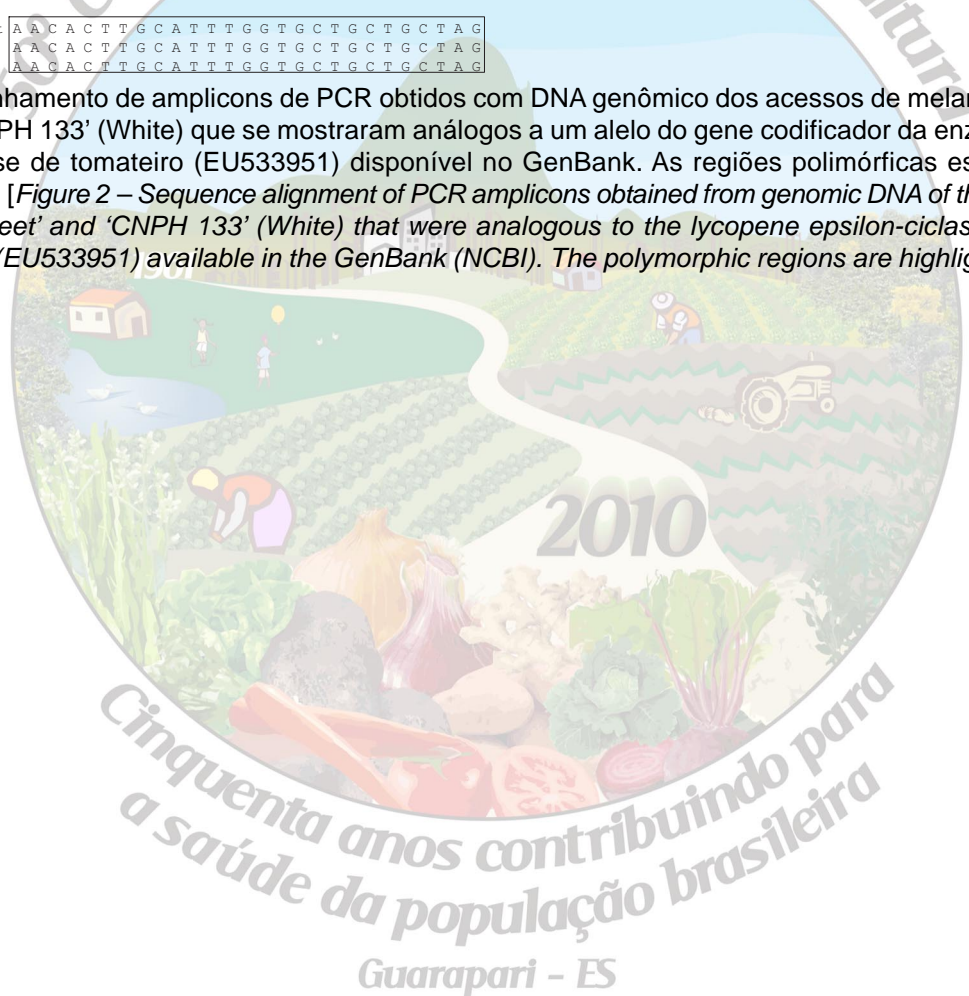 A A C A C T T G C A T T T G G T G C T G C T G C T A G
A A C A C T T G C A T T T G G T G C T G C T G C T A G
A A C A C T T G C A T T T G G T G C T G C T G C T A G
nhamento de amplicons de PCR obtidos com DNA genômico dos acessos de melan
PH 133’ (White) que se mostraram análogos a um alelo do gene codificador da enz
se de tomateiro (EU533951) disponível no GenBank. As regiões polimórficas es
[Figure 2 – Sequence alignment of PCR amplicons obtained from genomic DNA of th
eet’ and ‘CNPH 133’ (White) that were analogous to the lycopene epsilon-ciclas
(EU533951) available in the GenBank (NCBI). The polymorphic regions are highlig
1961
2010
Cinquenta anos contribuindo para
a saúde da população brasileira
Guarapari – ES